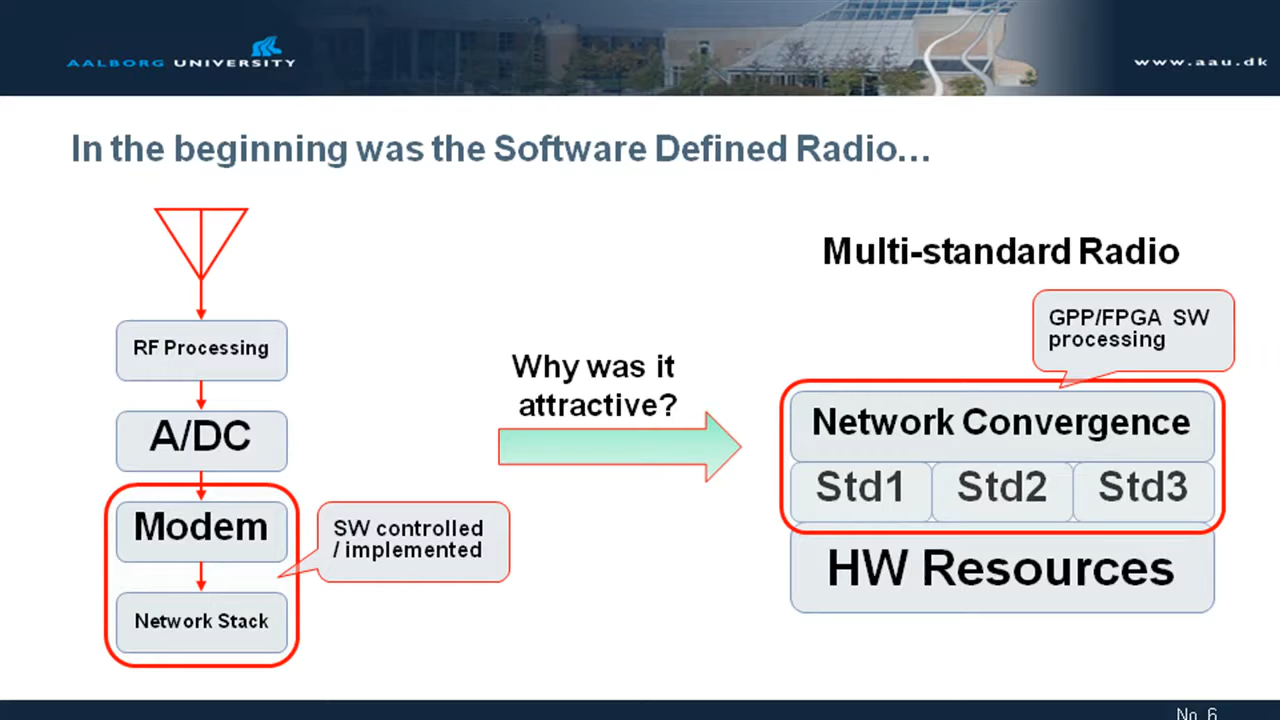 AALBORG UNIVERSITY
www.aau.dk
In the beginning was the Software Defined Radio...
RF Processing
A/DC
Modem
Network Stack
SW controlled
/ implemented
Why was it
attractive?
Multi-standard Radio
GPP/FPGA SW
processing
Network Convergence
Std1 Std2 Std3
HW Resources
No. 6